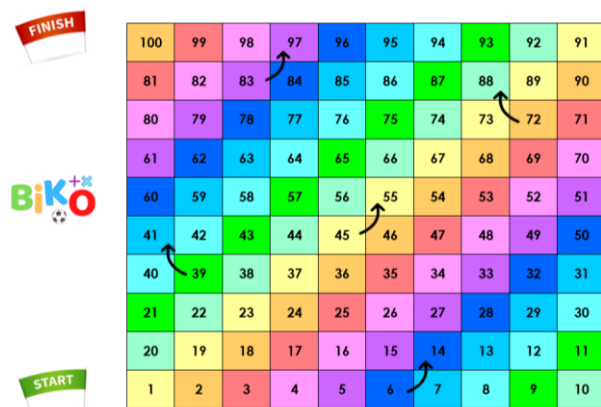 FINISH
100 99 98 97 96 95 94 93 92 91
81 82 83 84 85 86 87 88 89 90
80 79 78 77 76 75 74 73 72 71
61 62 63 64 65 66 67 68 69 70
BiKO
+×
60 59 58 57 56 55 54 53 52 51
41 42 43 44 45 46 47 48 49 50
40 39 38 37 36 35 34 33 32 31
21 22 23 24 25 26 27 28 29 30
20 19 18 17 16 15 14 13 12 11
START
1 2 3 4 5 6 7 8 9 10